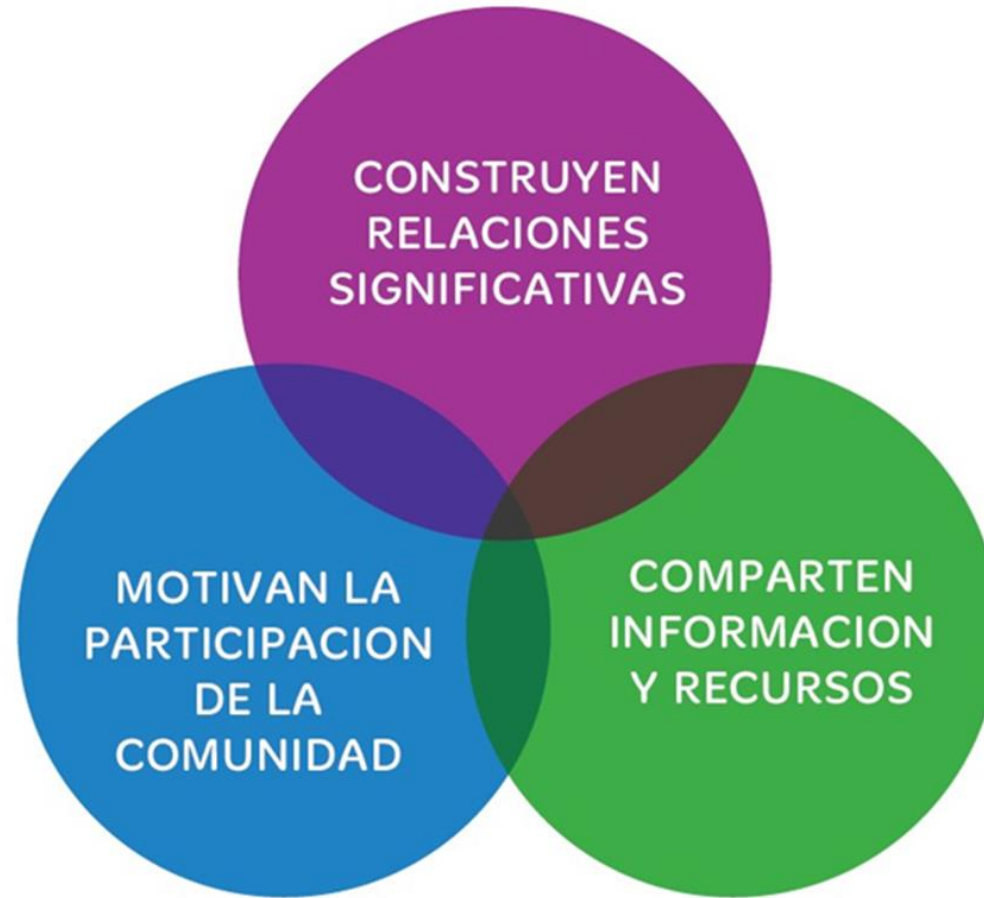 CONSTRUYEN
RELACIONES
SIGNIFICATIVAS
MOTIVAN LA
PARTICIPACION
DE LA
COMUNIDAD
COMPARTEN
INFORMACION
Y RECURSOS